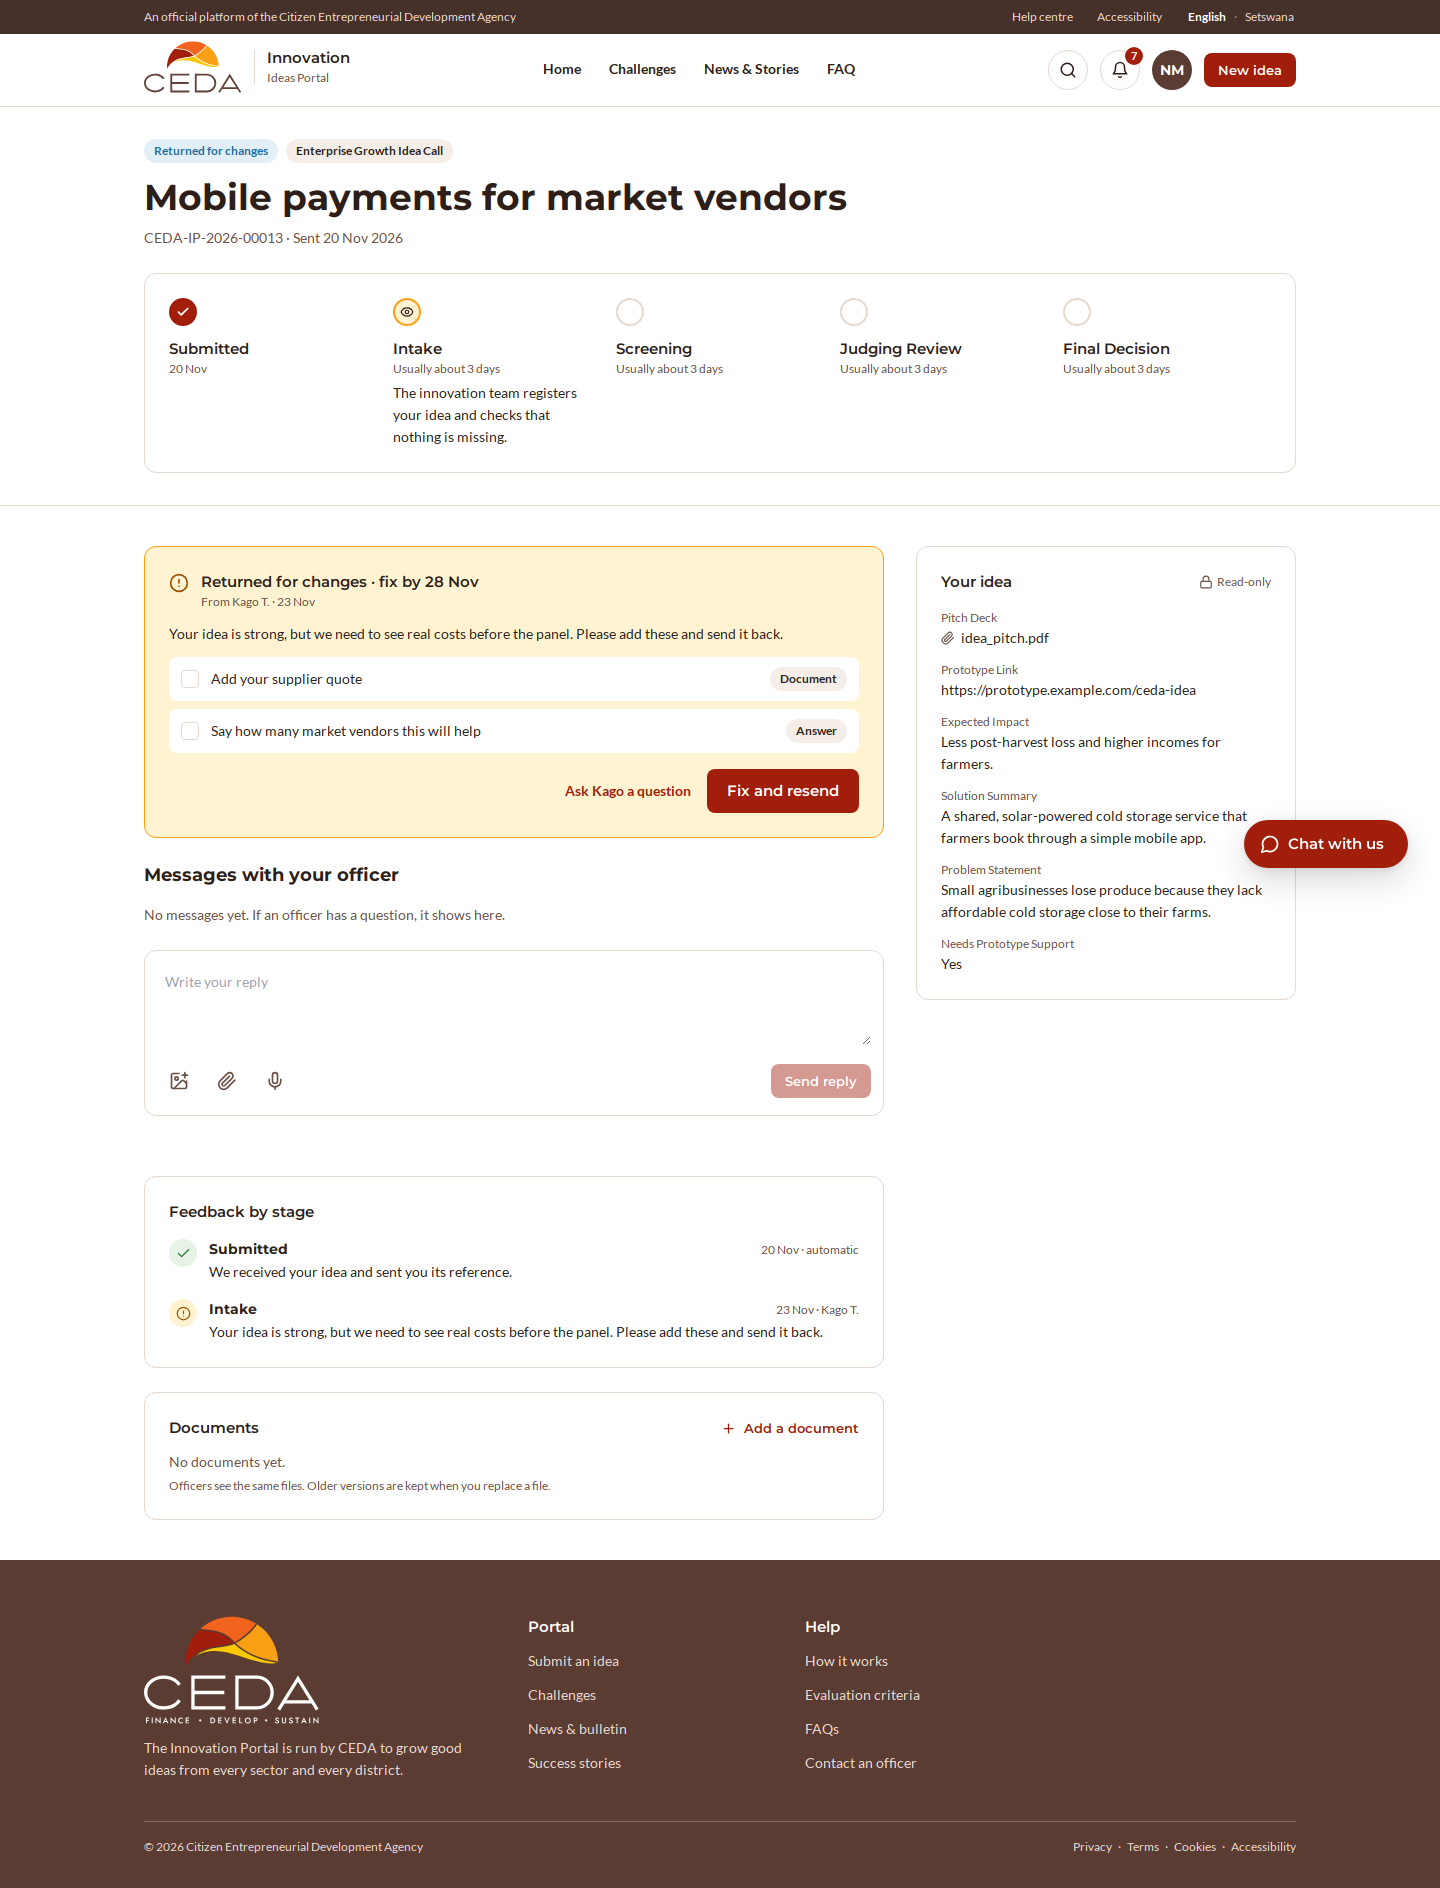 An official platform of the Citizen Entrepreneurial Development Agency
Help centre
Accessibility
English · Setswana
CEDA
Innovation
Ideas Portal
Home
Challenges
News & Stories
FAQ
7
NM
New idea
Returned for changes
Enterprise Growth Idea Call
Mobile payments for market vendors
CEDA-IP-2026-00013 · Sent 20 Nov 2026
Submitted
20 Nov
Intake
Usually about 3 days
The innovation team registers
your idea and checks that
nothing is missing.
Screening
Usually about 3 days
Judging Review
Usually about 3 days
Final Decision
Usually about 3 days
Returned for changes · fix by 28 Nov
From Kago T. · 23 Nov
Your idea is strong, but we need to see real costs before the panel. Please add these and send it back.
Add your supplier quote
Document
Say how many market vendors this will help
Answer
Ask Kago a question
Fix and resend
Your idea
Read-only
Pitch Deck
idea_pitch.pdf
Prototype Link
https://prototype.example.com/ceda-idea
Expected Impact
Less post-harvest loss and higher incomes for
farmers.
Solution Summary
A shared, solar-powered cold storage service that
farmers book through a simple mobile app.
Problem Statement
Small agribusinesses lose produce because they lack
affordable cold storage close to their farms.
Needs Prototype Support
Yes
Chat with us
Messages with your officer
No messages yet. If an officer has a question, it shows here.
Write your reply
Send reply
Feedback by stage
Submitted
20 Nov · automatic
We received your idea and sent you its reference.
Intake
23 Nov · Kago T.
Your idea is strong, but we need to see real costs before the panel. Please add these and send it back.
Documents
Add a document
No documents yet.
Officers see the same files. Older versions are kept when you replace a file.
CEDA
FINANCE • DEVELOP • SUSTAIN
The Innovation Portal is run by CEDA to grow good
ideas from every sector and every district.
Portal
Submit an idea
Challenges
News & bulletin
Success stories
Help
How it works
Evaluation criteria
FAQs
Contact an officer
© 2026 Citizen Entrepreneurial Development Agency
Privacy · Terms · Cookies · Accessibility